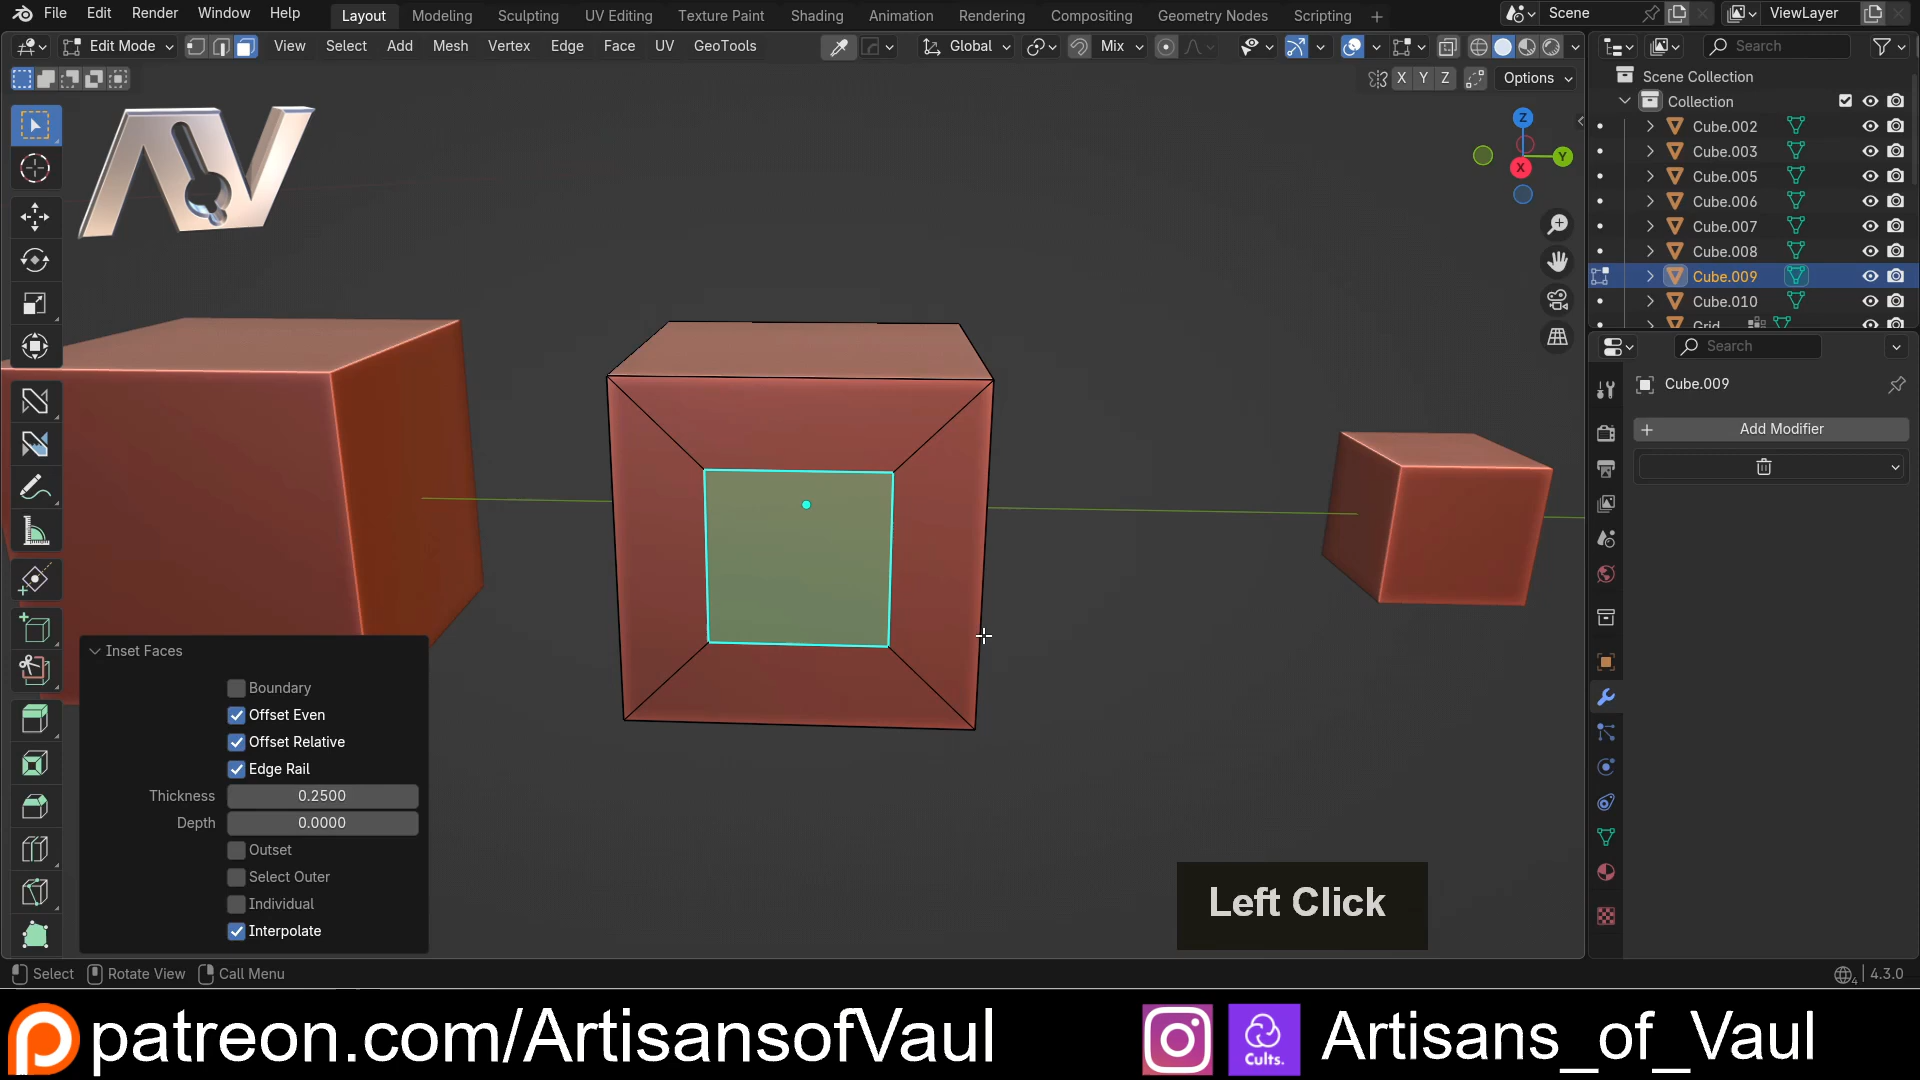 File Edit Render Window Help Layout Modeling Sculpting UV Editing Texture Paint Shading Animation Rendering Compositing Geometry Nodes Scripting + Scene ViewLayer
Edit Mode View Select Add Mesh Vertex Edge Face UV GeoTools Global Mix Search
X Y Z Options
Scene Collection
Collection
Cube.002
Cube.003
Cube.005
Cube.006
Cube.007
Cube.008
Cube.009
Cube.010
Grid
Z
Y
X
AV
Search
Cube.009
+ Add Modifier
Inset Faces
Boundary
Offset Even
Offset Relative
Edge Rail
Thickness 0.2500
Depth 0.0000
Outset
Select Outer
Individual
Interpolate
Left Click
Select Rotate View Call Menu 4.3.0
patreon.com/ArtisansofVaul Cults. Artisans_of_Vaul